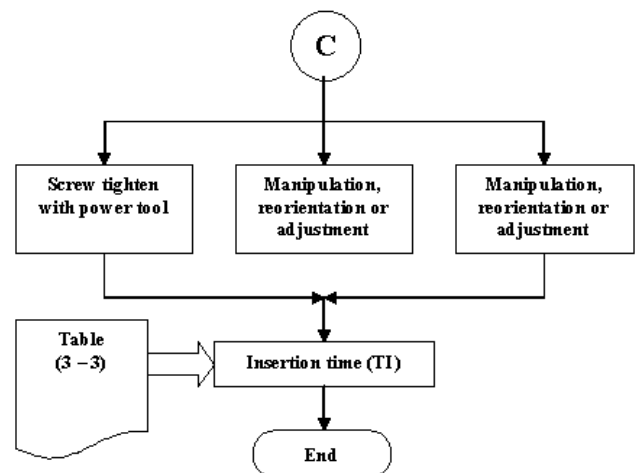 C
Screw tighten
with power tool
Manipulation,
reorientation or
adjustment
Manipulation,
reorientation or
adjustment
Table
(3 – 3)
Insertion time (TI)
End